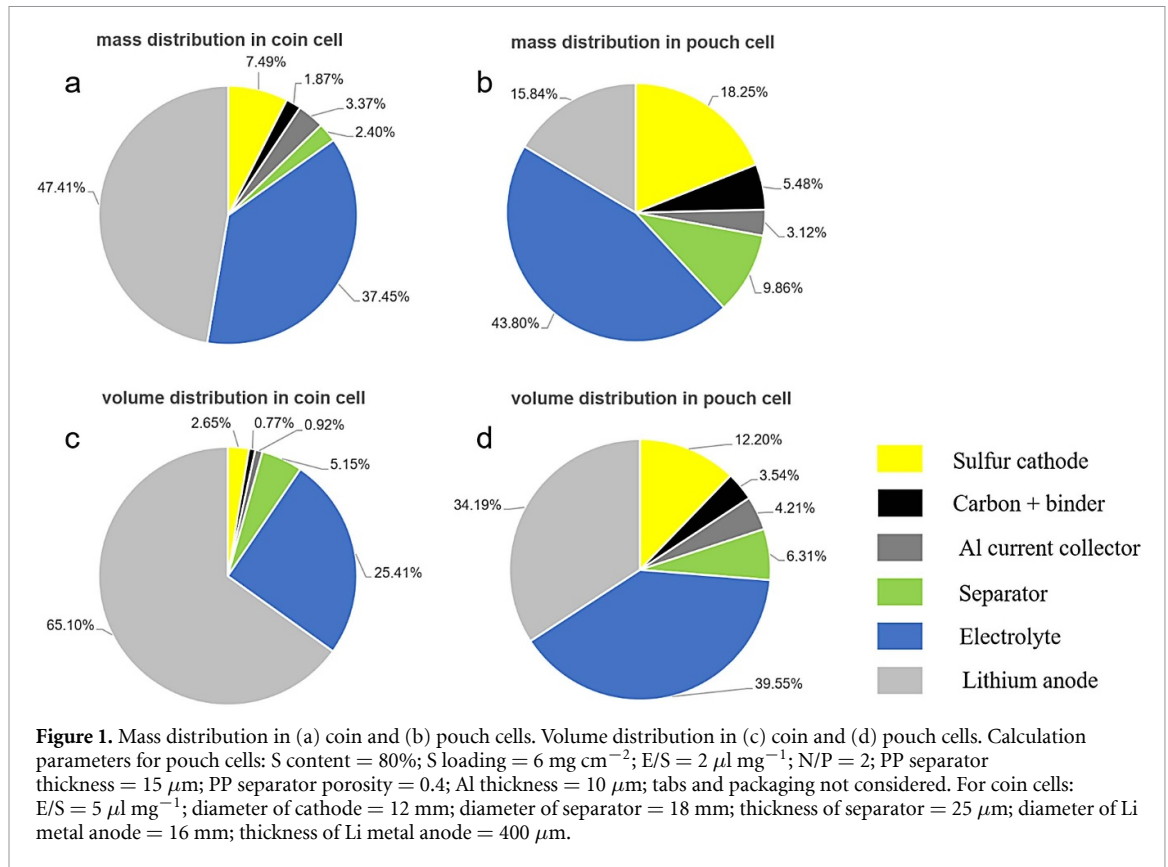 mass distribution in coin cell
a
7.49%
1.87%
3.37%
2.40%
47.41%
37.45%
mass distribution in pouch cell
b
15.84%
18.25%
5.48%
3.12%
9.86%
43.80%
volume distribution in coin cell
c
2.65%
0.77%
0.92%
5.15%
25.41%
65.10%
volume distribution in pouch cell
d
12.20%
3.54%
4.21%
6.31%
34.19%
39.55%
Sulfur cathode
Carbon + binder
Al current collector
Separator
Electrolyte
Lithium anode
Figure 1. Mass distribution in (a) coin and (b) pouch cells. Volume distribution in (c) coin and (d) pouch cells. Calculation
parameters for pouch cells: S content = 80%; S loading = 6 mg cm⁻²; E/S = 2 μl mg⁻¹; N/P = 2; PP separator
thickness = 15 μm; PP separator porosity = 0.4; Al thickness = 10 μm; tabs and packaging not considered. For coin cells:
E/S = 5 μl mg⁻¹; diameter of cathode = 12 mm; diameter of separator = 18 mm; thickness of separator = 25 μm; diameter of Li
metal anode = 16 mm; thickness of Li metal anode = 400 μm.